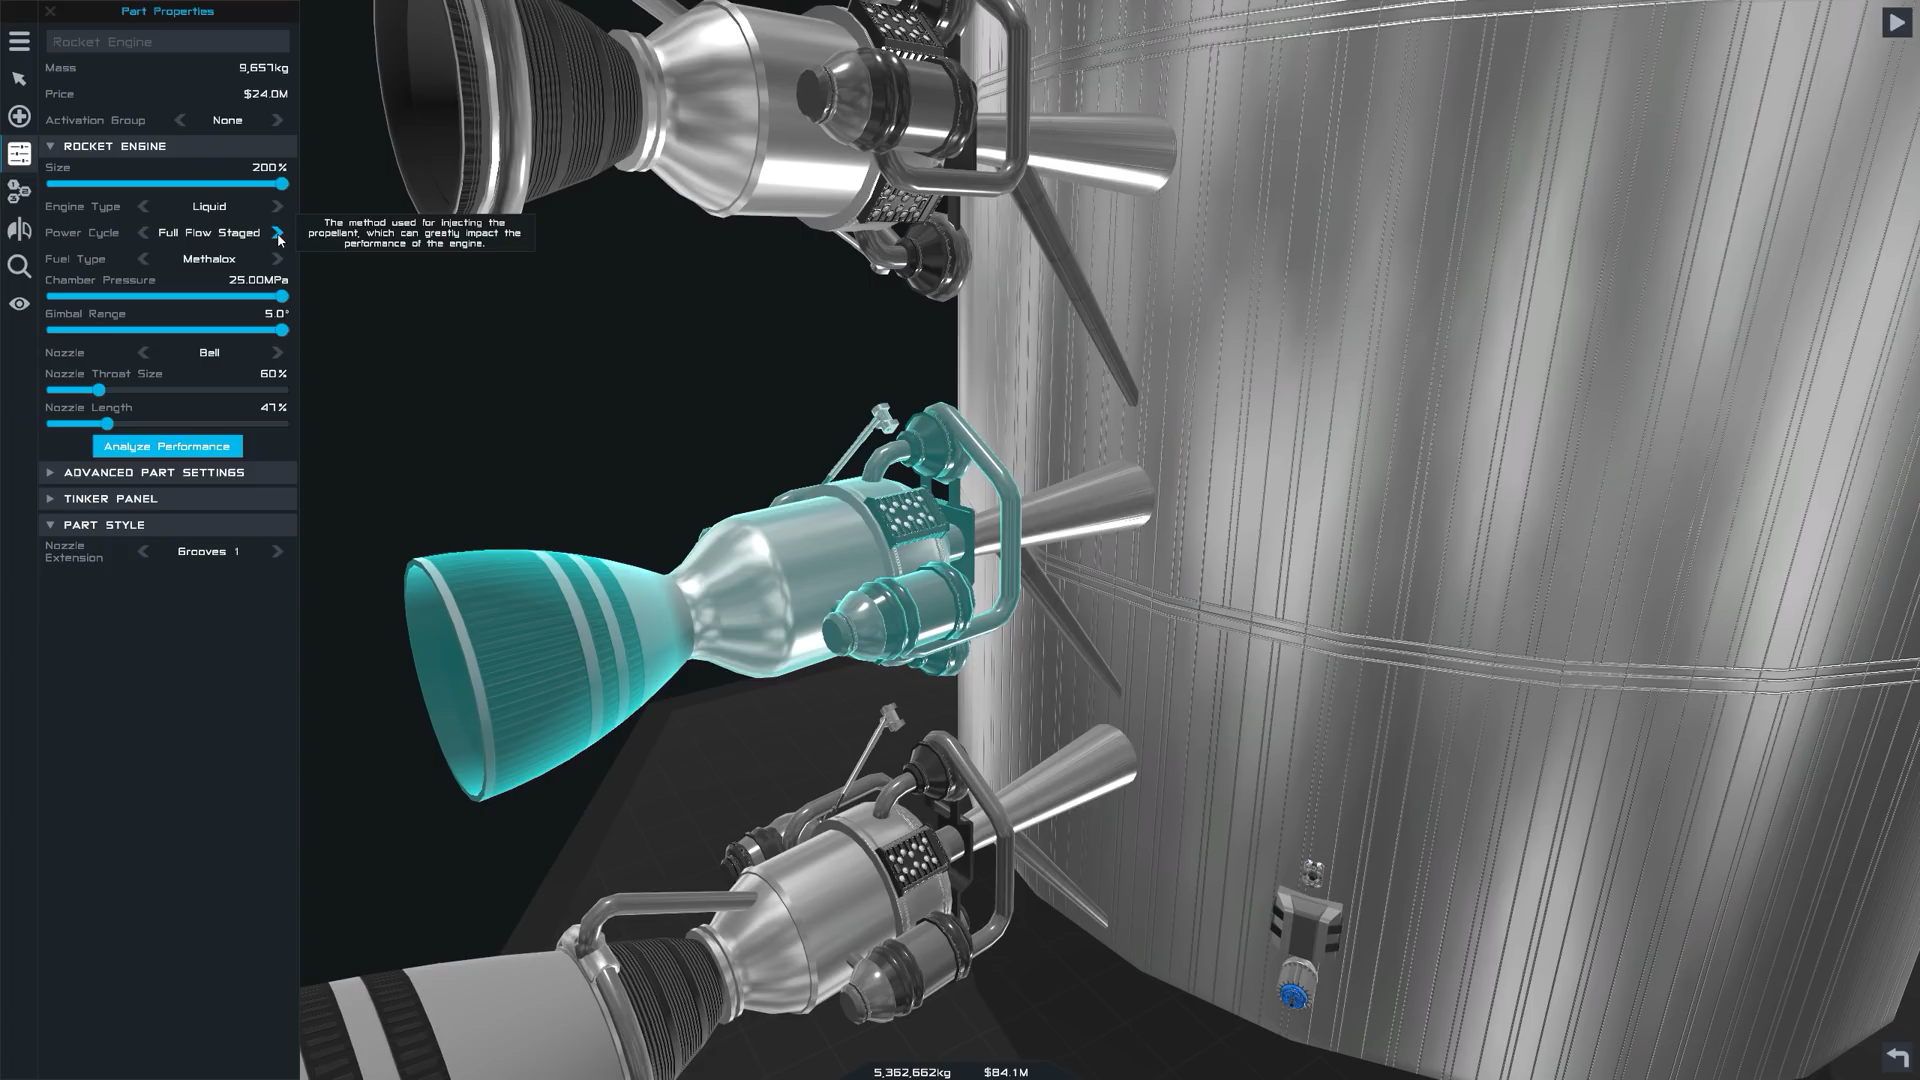 Part Properties
Rocket Engine
Mass 9,657kg
Price $24.0M
Activation Group None
ROCKET ENGINE
Size 200%
Engine Type Liquid
Power Cycle Full Flow Staged
The method used for injecting the
propellant, which can greatly impact the
performance of the engine.
Fuel Type Methalox
Chamber Pressure 25.00MPa
Gimbal Range 5.0°
Nozzle Bell
Nozzle Throat Size 60%
Nozzle Length 47%
Analyze Performance
ADVANCED PART SETTINGS
TINKER PANEL
PART STYLE
Nozzle
Extension Grooves 1
5,362,662kg $84.1M